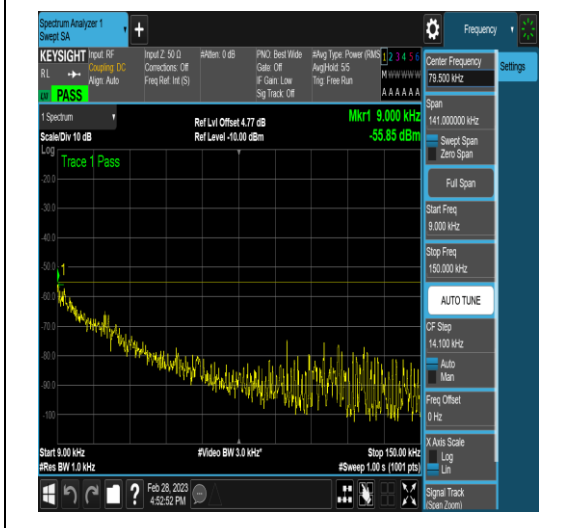 Spectrum Analyzer 1
Swept SA
+
Frequency
KEYSIGHT
RL
PASS
Input: RF
Coupling: DC
Align: Auto
Input Z: 50 Ω
Corrections: Off
Freq Ref: Int (S)
#Atten: 0 dB
PNO: Best Wide
Gate: Off
IF Gain: Low
Sig Track: Off
#Avg Type: Power (RMS
Avg|Hold: 5/5
Trig: Free Run
1 2 3 4 5 6
M W W W W W
A A A A A A
1 Spectrum
Scale/Div 10 dB
Ref Lvl Offset 4.77 dB
Ref Level -10.00 dBm
Mkr1 9.000 kHz
-55.85 dBm
Log
Trace 1 Pass
-20.0
-30.0
-40.0
-50.0
1
-60.0
-70.0
-80.0
-90.0
-100
Start 9.00 kHz
#Res BW 1.0 kHz
#Video BW 3.0 kHz*
Stop 150.00 kHz
#Sweep 1.00 s (1001 pts)
?
Feb 28, 2023
4:52:52 PM
Center Frequency
79.500 kHz
Span
141.000000 kHz
Swept Span
Zero Span
Full Span
Start Freq
9.000 kHz
Stop Freq
150.000 kHz
AUTO TUNE
CF Step
14.100 kHz
Auto
Man
Freq Offset
0 Hz
X Axis Scale
Log
Lin
Signal Track
(Span Zoom)
Settings